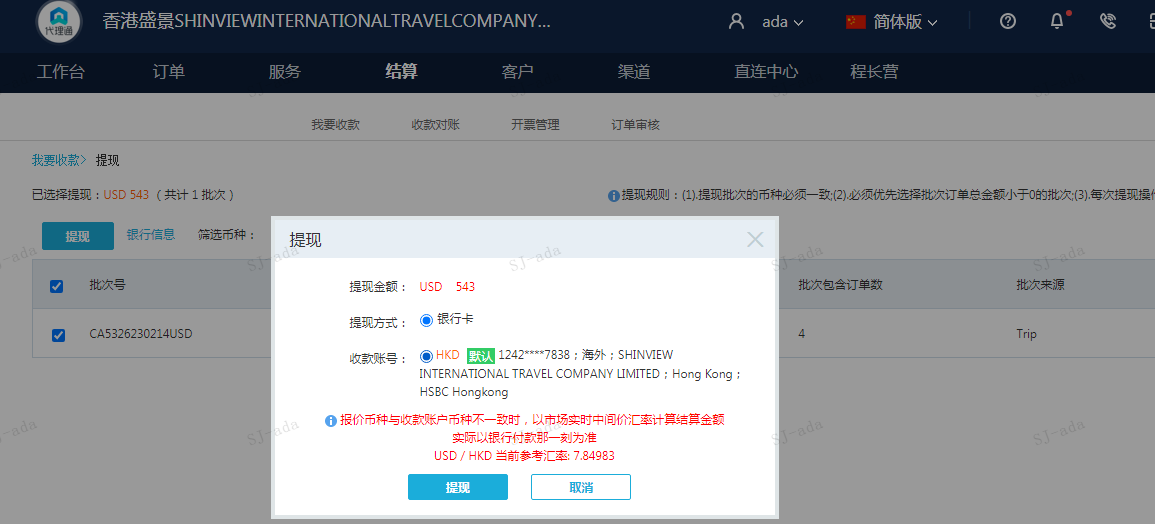 代理通
香港盛景SHINVIEWINTERNATIONALTRAVELCOMPANY...
ada
简体版
工作台 订单 服务 结算 客户 渠道 直连中心 程长营
我要收款 收款对账 开票管理 订单审核
我要收款> 提现
已选择提现：USD 543 （ 共计 1 批次 ）
提现规则：(1).提现批次的币种必须一致;(2).必须优先选择批次订单总金额小于0的批次;(3).每次提现操
提现 银行信息 筛选币种：
批次号 批次包含订单数 批次来源
CA5326230214USD 4 Trip
提现
提现金额： USD 543
提现方式： 银行卡
收款账号： HKD 默认 1242****7838；海外；SHINVIEW
INTERNATIONAL TRAVEL COMPANY LIMITED；Hong Kong；
HSBC Hongkong
报价币种与收款账户币种不一致时，以市场实时中间价汇率计算结算金额
实际以银行付款那一刻为准
USD / HKD 当前参考汇率: 7.84983
提现 取消
SJ-ada
SJ-ada
SJ-ada
SJ-ada
SJ-ada
SJ-ada